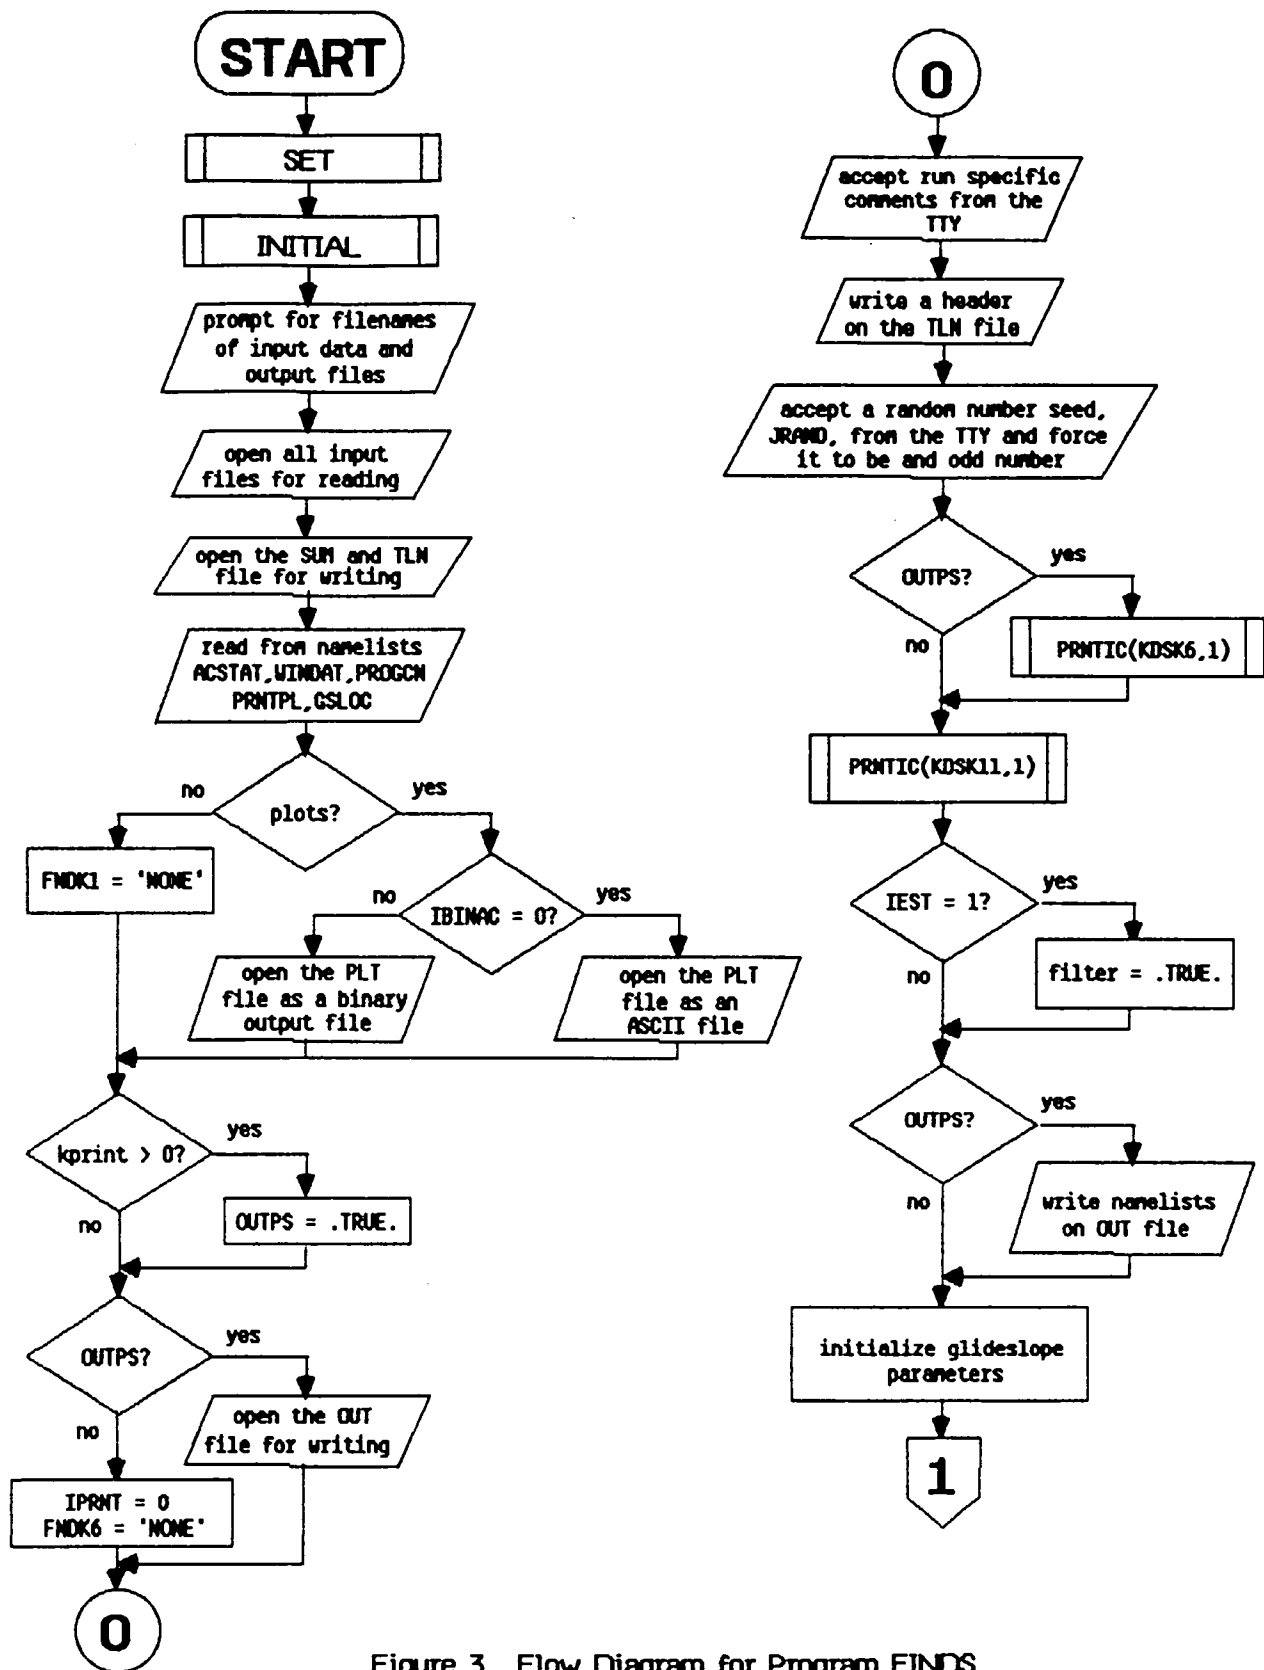 START
SET
INITIAL
prompt for filenames
of input data and
output files
open all input
files for reading
open the SUM and TLN
file for writing
read from namelists
ACSTAT,WINDAT,PROGCN
PRNTPL,GSLOC
no
plots?
yes
FNDK1 = 'NONE'
no
IBINAC = 0?
yes
open the PLT
file as a binary
output file
open the PLT
file as an
ASCII file
kprint > 0?
yes
no
OUTPS = .TRUE.
OUTPS?
yes
no
open the OUT
file for writing
IPRNT = 0
FNDK6 = 'NONE'
0
0
accept run specific
comments from the
TTY
write a header
on the TLN file
accept a random number seed,
JRAND, from the TTY and force
it to be and odd number
OUTPS?
yes
no
PRNTIC(KDSK6,1)
PRNTIC(KDSK11,1)
IEST = 1?
yes
no
filter = .TRUE.
OUTPS?
yes
no
write namelists
on OUT file
initialize glideslope
parameters
1
Figure 3. Flow Diagram for Program FINDS